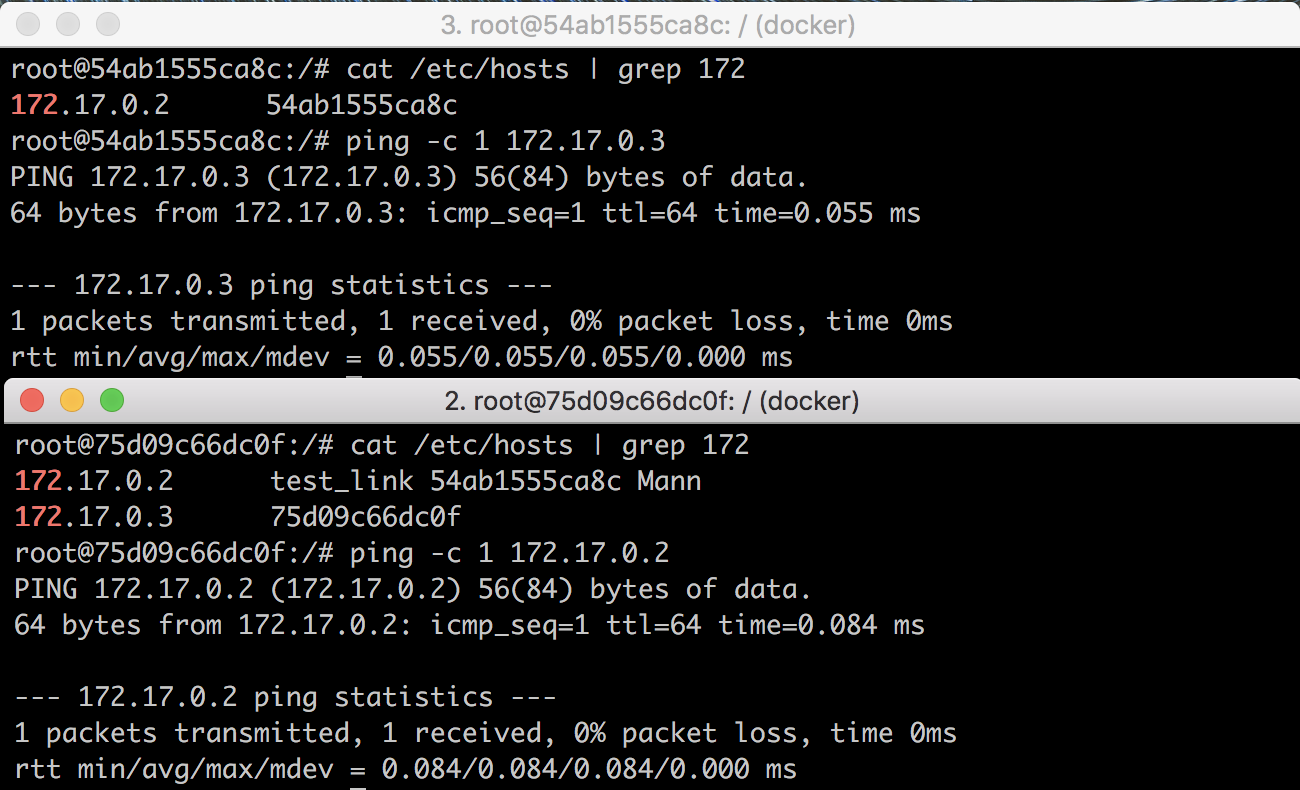 3. root@54ab1555ca8c: / (docker)
root@54ab1555ca8c:/# cat /etc/hosts | grep 172
172.17.0.2      54ab1555ca8c
root@54ab1555ca8c:/# ping -c 1 172.17.0.3
PING 172.17.0.3 (172.17.0.3) 56(84) bytes of data.
64 bytes from 172.17.0.3: icmp_seq=1 ttl=64 time=0.055 ms
--- 172.17.0.3 ping statistics ---
1 packets transmitted, 1 received, 0% packet loss, time 0ms
rtt min/avg/max/mdev = 0.055/0.055/0.055/0.000 ms
2. root@75d09c66dc0f: / (docker)
root@75d09c66dc0f:/# cat /etc/hosts | grep 172
172.17.0.2      test_link 54ab1555ca8c Mann
172.17.0.3      75d09c66dc0f
root@75d09c66dc0f:/# ping -c 1 172.17.0.2
PING 172.17.0.2 (172.17.0.2) 56(84) bytes of data.
64 bytes from 172.17.0.2: icmp_seq=1 ttl=64 time=0.084 ms
--- 172.17.0.2 ping statistics ---
1 packets transmitted, 1 received, 0% packet loss, time 0ms
rtt min/avg/max/mdev = 0.084/0.084/0.084/0.000 ms